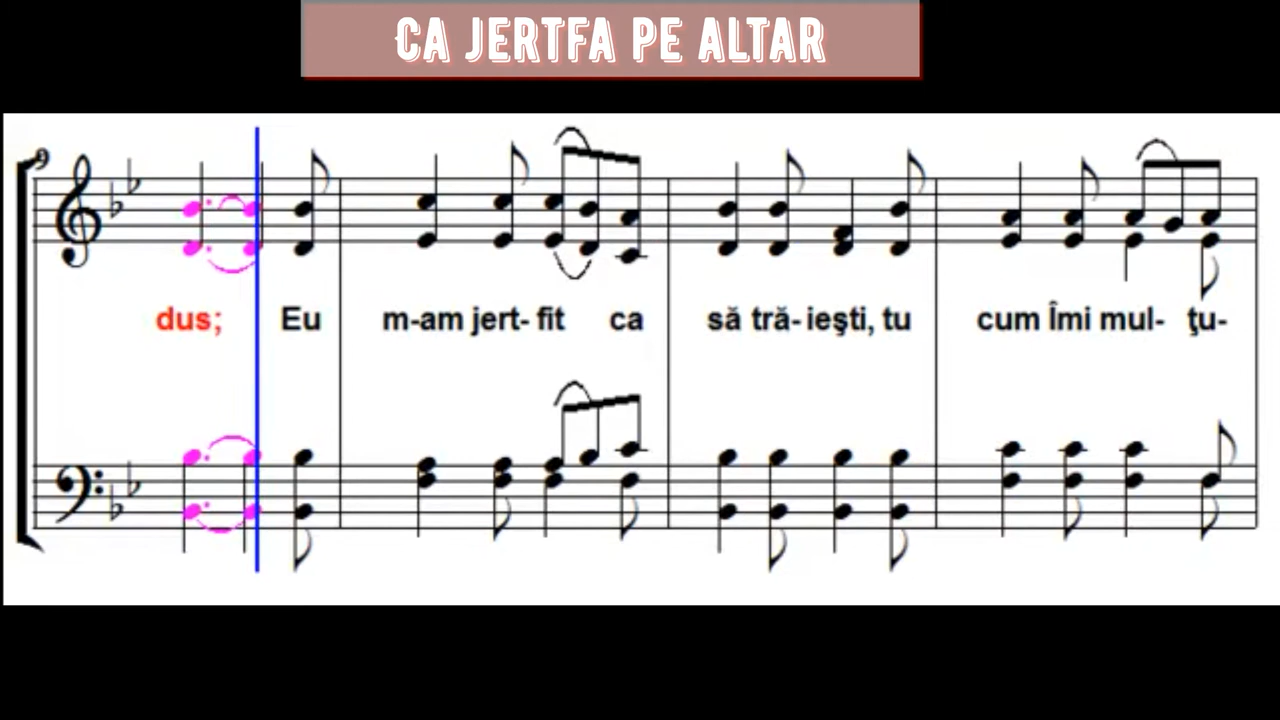 CA JERTFA PE ALTAR
9
dus; Eu m-am jert- fit ca să tră- ieşti, tu cum Îmi mul- ţu-